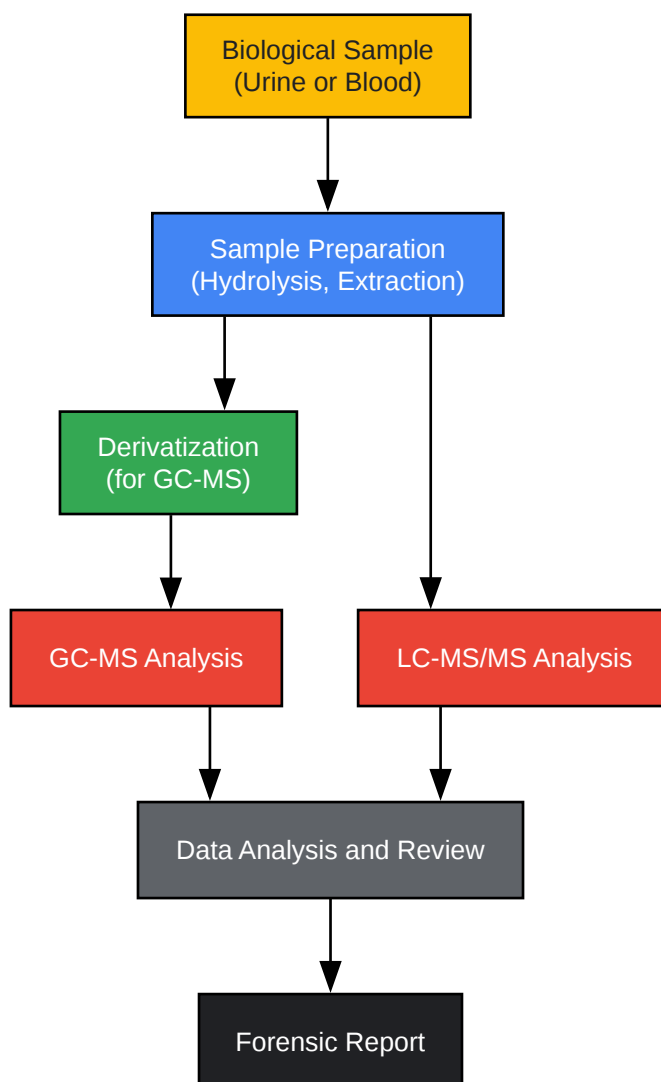 Biological Sample
(Urine or Blood)
Sample Preparation
(Hydrolysis, Extraction)
Derivatization
(for GC-MS)
GC-MS Analysis
LC-MS/MS Analysis
Data Analysis and Review
Forensic Report